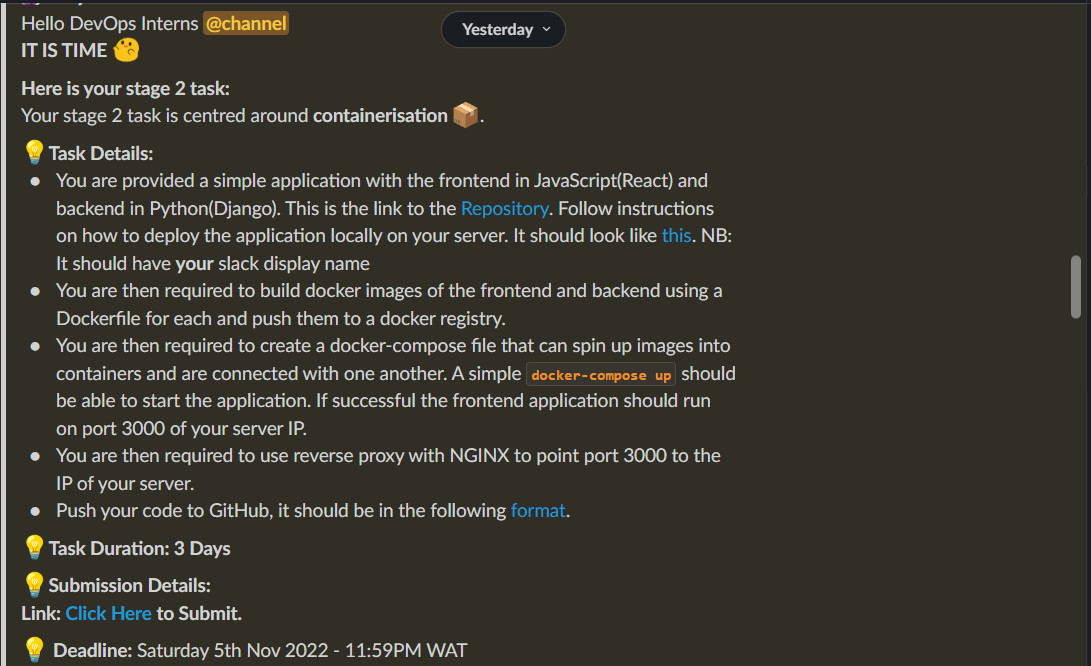 Hello DevOps Interns @channel
Yesterday
IT IS TIME 🤔
Here is your stage 2 task:
Your stage 2 task is centred around containerisation 📦.
💡 Task Details:
● You are provided a simple application with the frontend in JavaScript(React) and
backend in Python(Django). This is the link to the Repository. Follow instructions
on how to deploy the application locally on your server. It should look like this. NB:
It should have your slack display name
● You are then required to build docker images of the frontend and backend using a
Dockerfile for each and push them to a docker registry.
● You are then required to create a docker-compose file that can spin up images into
containers and are connected with one another. A simple docker-compose up should
be able to start the application. If successful the frontend application should run
on port 3000 of your server IP.
● You are then required to use reverse proxy with NGINX to point port 3000 to the
IP of your server.
● Push your code to GitHub, it should be in the following format.
💡 Task Duration: 3 Days
💡 Submission Details:
Link: Click Here to Submit.
💡 Deadline: Saturday 5th Nov 2022 - 11:59PM WAT